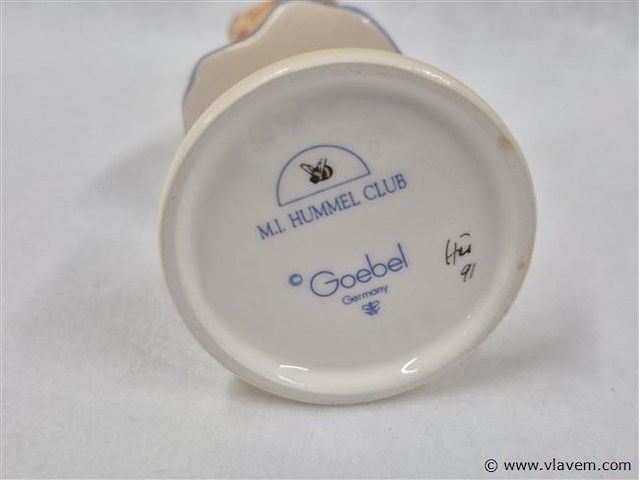 M.I. HUMMEL CLUB
© Goebel
Germany
91
© www.vlavem.com